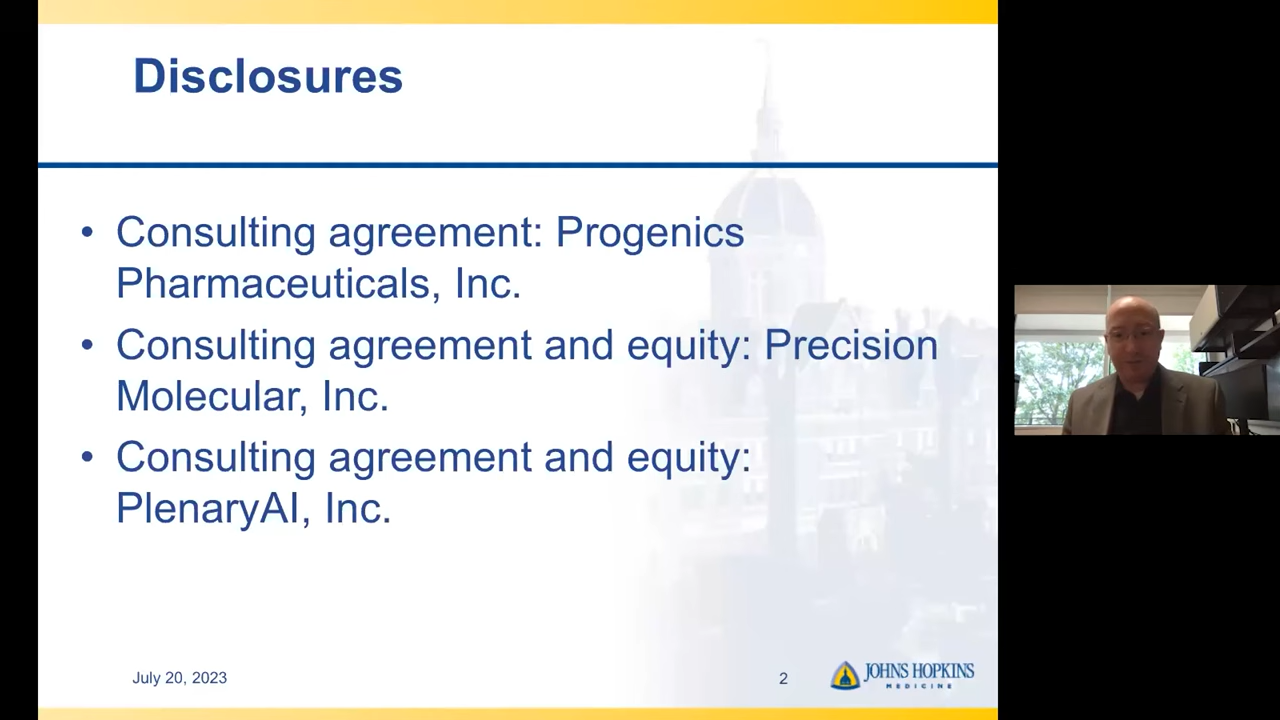 Disclosures
• Consulting agreement: Progenics
Pharmaceuticals, Inc.
• Consulting agreement and equity: Precision
Molecular, Inc.
• Consulting agreement and equity:
PlenaryAI, Inc.
July 20, 2023
2
JOHNS HOPKINS
MEDICINE